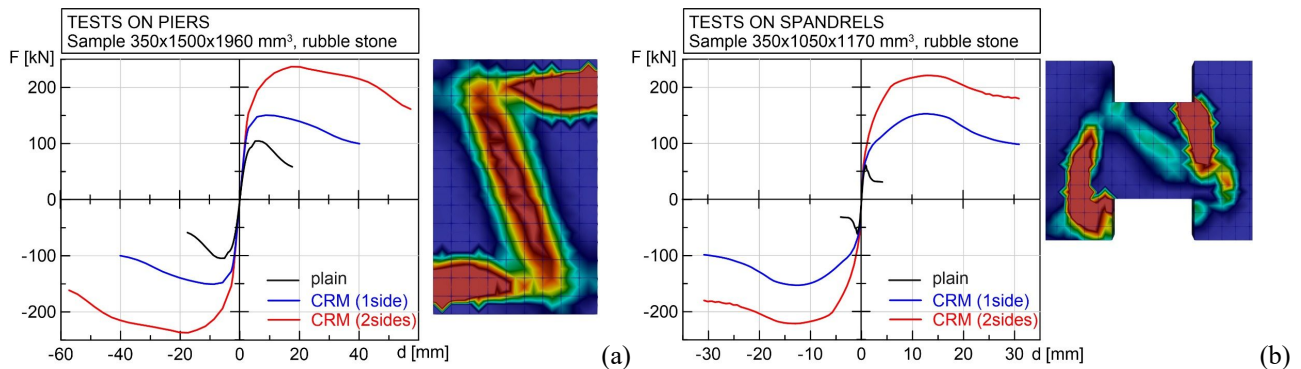 TESTS ON PIERS
Sample 350x1500x1960 mm³, rubble stone
F [kN]
200
100
0
-100
-200
-60
-40
-20
0
20
40
d [mm]
plain
CRM (1side)
CRM (2sides)
(a)
TESTS ON SPANDRELS
Sample 350x1050x1170 mm³, rubble stone
F [kN]
200
100
0
-100
-200
-30
-20
-10
0
10
20
30
d [mm]
plain
CRM (1side)
CRM (2sides)
(b)